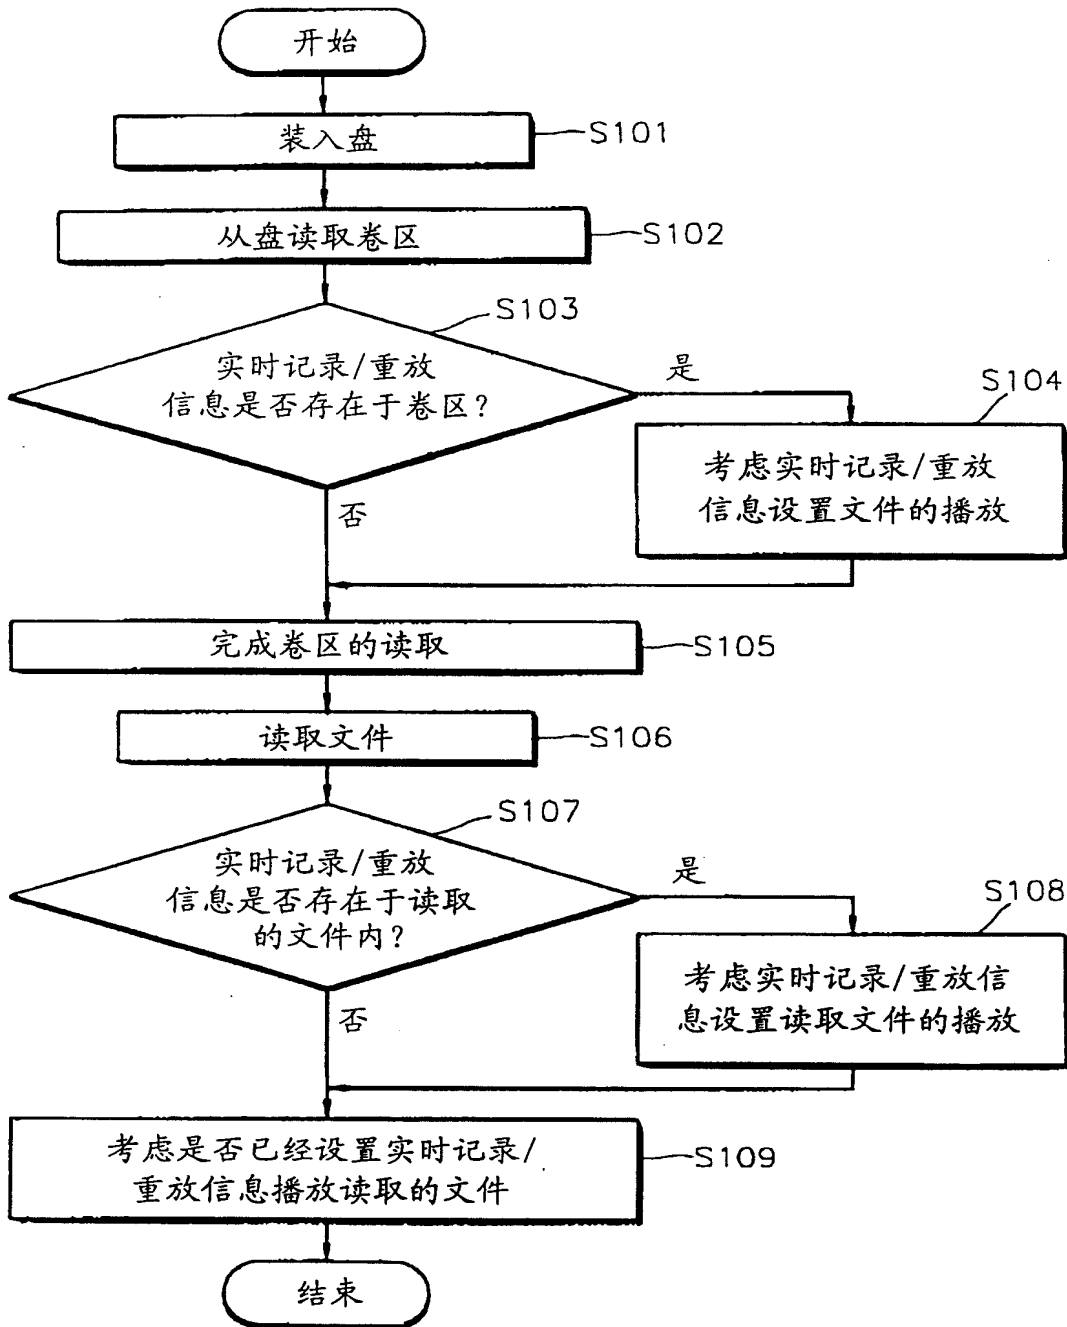 开始
装入盘
S101
从盘读取卷区
S102
S103
实时记录/重放
信息是否存在于卷区?
是
S104
考虑实时记录/重放
信息设置文件的播放
否
完成卷区的读取
S105
读取文件
S106
S107
实时记录/重放
信息是否存在于读取
的文件内?
是
S108
考虑实时记录/重放信
息设置读取文件的播放
否
考虑是否已经设置实时记录/
重放信息播放读取的文件
S109
结束